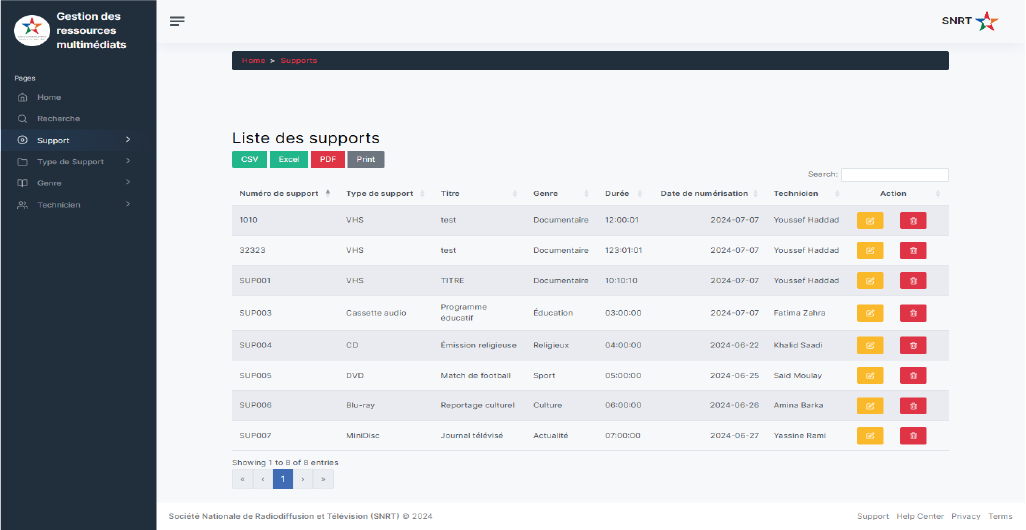 Gestion des
ressources
multimédiats
SNRT
Pages
Home
Recherche
Support
Type de Support
Genre
Technicien
Home > Supports
Liste des supports
CSV Excel PDF Print
Search:
Numéro de support Type de support Titre Genre Durée Date de numérisation Technicien Action
1010 VHS test Documentaire 12:00:01 2024-07-07 Youssef Haddad
32323 VHS test Documentaire 123:01:01 2024-07-07 Youssef Haddad
SUP001 VHS TITRE Documentaire 10:10:10 2024-07-07 Youssef Haddad
SUP003 Cassette audio Programme éducatif Éducation 03:00:00 2024-07-07 Fatima Zahra
SUP004 CD Émission religieuse Religieux 04:00:00 2024-06-22 Khalid Saadi
SUP005 DVD Match de football Sport 05:00:00 2024-06-25 Said Moulay
SUP006 Blu-ray Reportage culturel Culture 06:00:00 2024-06-26 Amina Barka
SUP007 MiniDisc Journal télévisé Actualité 07:00:00 2024-06-27 Yassine Rami
Showing 1 to 8 of 8 entries
« ‹ 1 › »
Société Nationale de Radiodiffusion et Télévision (SNRT) © 2024
Support Help Center Privacy Terms